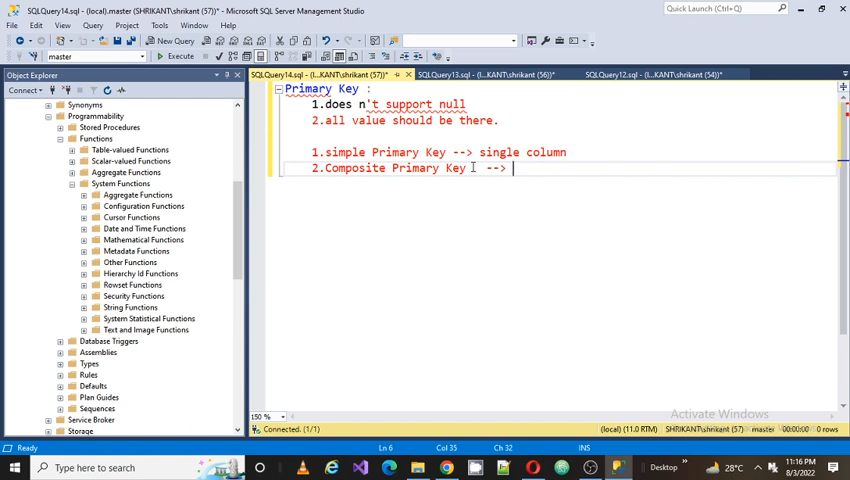 SQLQuery14.sql - (local).master (SHRIKANT\shrikant (57))* - Microsoft SQL Server Management Studio
Quick Launch (Ctrl+Q)
File Edit View Query Project Tools Window Help
New Query
master
Execute
Object Explorer
SQLQuery14.sql - (l...KANT\shrikant (57))*
SQLQuery13.sql - (l...KANT\shrikant (56))*
SQLQuery12.sql - (l...KANT\shrikant (54))*
Connect
Synonyms
Programmability
Stored Procedures
Functions
Table-valued Functions
Scalar-valued Functions
Aggregate Functions
System Functions
Aggregate Functions
Configuration Functions
Cursor Functions
Date and Time Functions
Mathematical Functions
Metadata Functions
Other Functions
Hierarchy Id Functions
Rowset Functions
Security Functions
String Functions
System Statistical Functions
Text and Image Functions
Database Triggers
Assemblies
Types
Rules
Defaults
Plan Guides
Sequences
Service Broker
Storage
Primary Key :
1.does n't support null
2.all value should be there.
1.simple Primary Key --> single column
2.Composite Primary Key -->
150 %
Activate Windows
Connected. (1/1)
(local) (11.0 RTM) SHRIKANT\shrikant (57) master 00:00:00 0 rows
Ready
Ln 6 Col 35 Ch 32 INS
Type here to search
Desktop
28°C
11:16 PM
8/3/2022